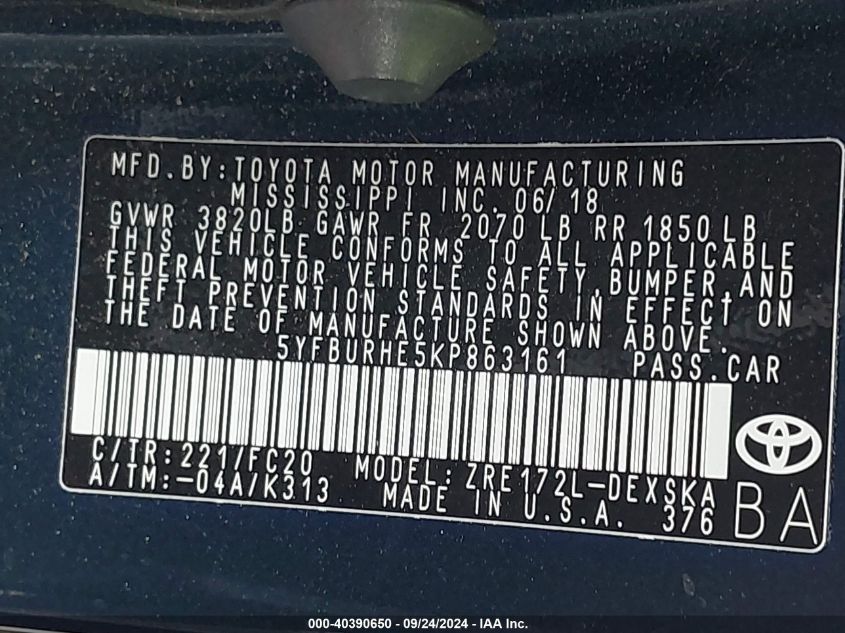 MFD.BY:TOYOTA MOTOR MANUFACTURING
MISSISSIPPI INC. 06/18
GVWR 3820LB GAWR FR 2070 LB RR 1850LB
THIS VEHICLE CONFORMS TO ALL APPLICABLE
FEDERAL MOTOR VEHICLE SAFETY,BUMPER,AND
THEFT PREVENTION STANDARDS IN EFFECT ON
THE DATE OF MANUFACTURE SHOWN ABOVE.
5YFBURHE5KP863161 PASS.CAR
C/TR:221/FC20 MODEL:ZRE172L-DEXSKA
A/TM:-04A/K313 MADE IN U.S.A. 376 BA
000-40390650 - 09/24/2024 - IAA Inc.